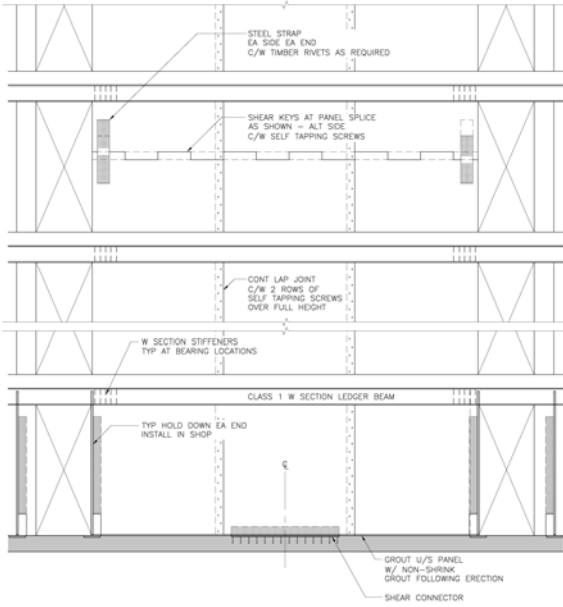 STEEL STRAP
EA SIDE EA END
C/W TIMBER RIVETS AS REQUIRED
SHEAR KEYS AT PANEL SPLICE
AS SHOWN – ALT SIDE
C/W SELF TAPPING SCREWS
CONT LAP JOINT
C/W 2 ROWS OF
SELF TAPPING SCREWS
OVER FULL HEIGHT
W SECTION STIFFENERS
TYP AT BEARING LOCATIONS
CLASS 1 W SECTION LEDGER BEAM
TYP HOLD DOWN EA END
INSTALL IN SHOP
℄
GROUT U/S PANEL
W/ NON-SHRINK
GROUT FOLLOWING ERECTION
SHEAR CONNECTOR